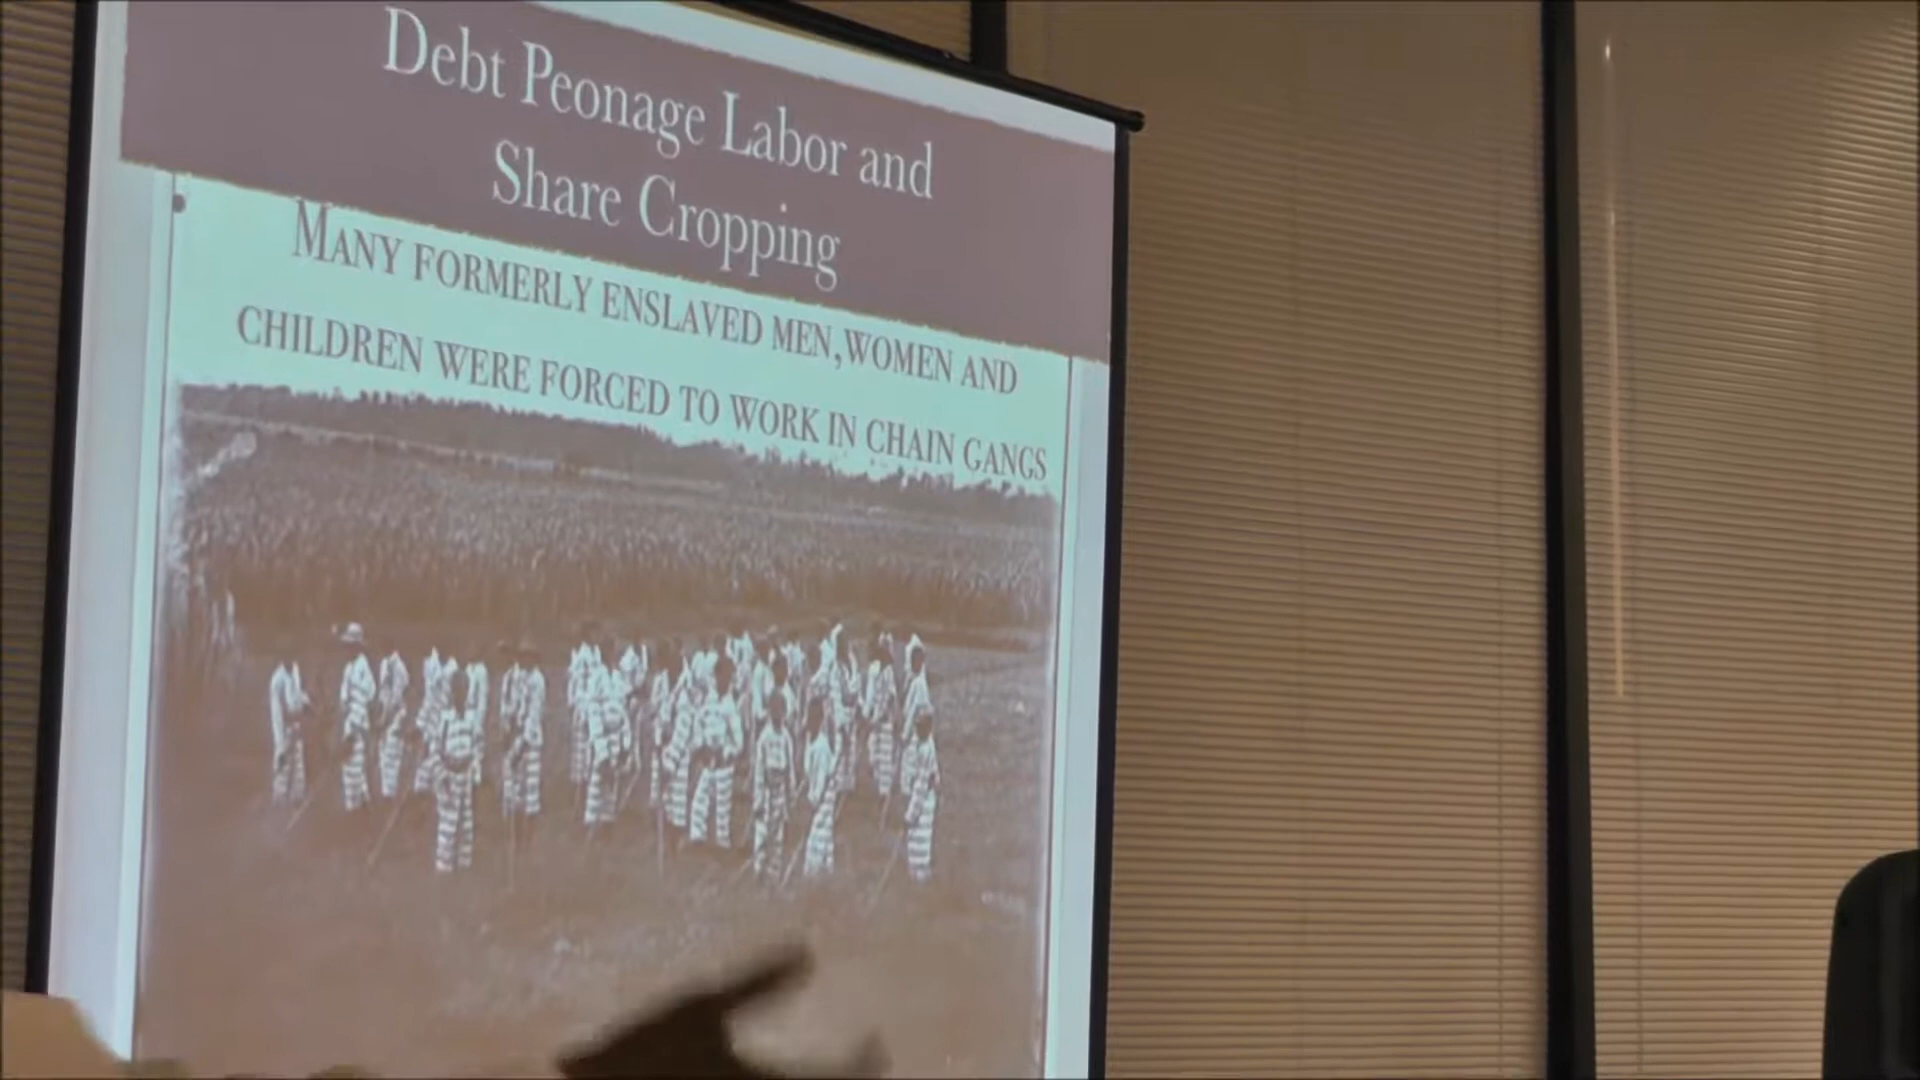 Debt Peonage Labor and
Share Cropping
MANY FORMERLY ENSLAVED MEN, WOMEN AND
CHILDREN WERE FORCED TO WORK IN CHAIN GANGS